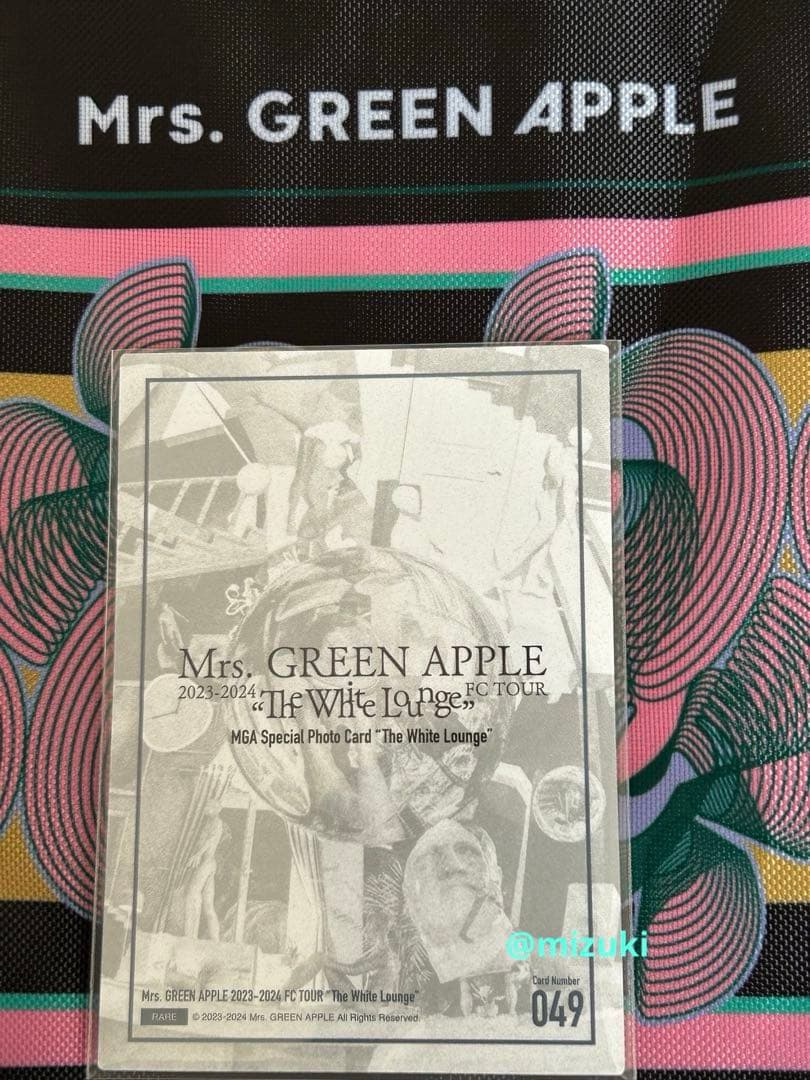 Mrs. GREEN APPLE
Mrs. GREEN APPLE
2023-2024 “The White Lounge” FC TOUR
MGA Special Photo Card “The White Lounge”
@mizuki
Mrs. GREEN APPLE 2023-2024 FC TOUR “The White Lounge”
Card Number
RARE © 2023-2024 Mrs. GREEN APPLE All Rights Reserved.
049